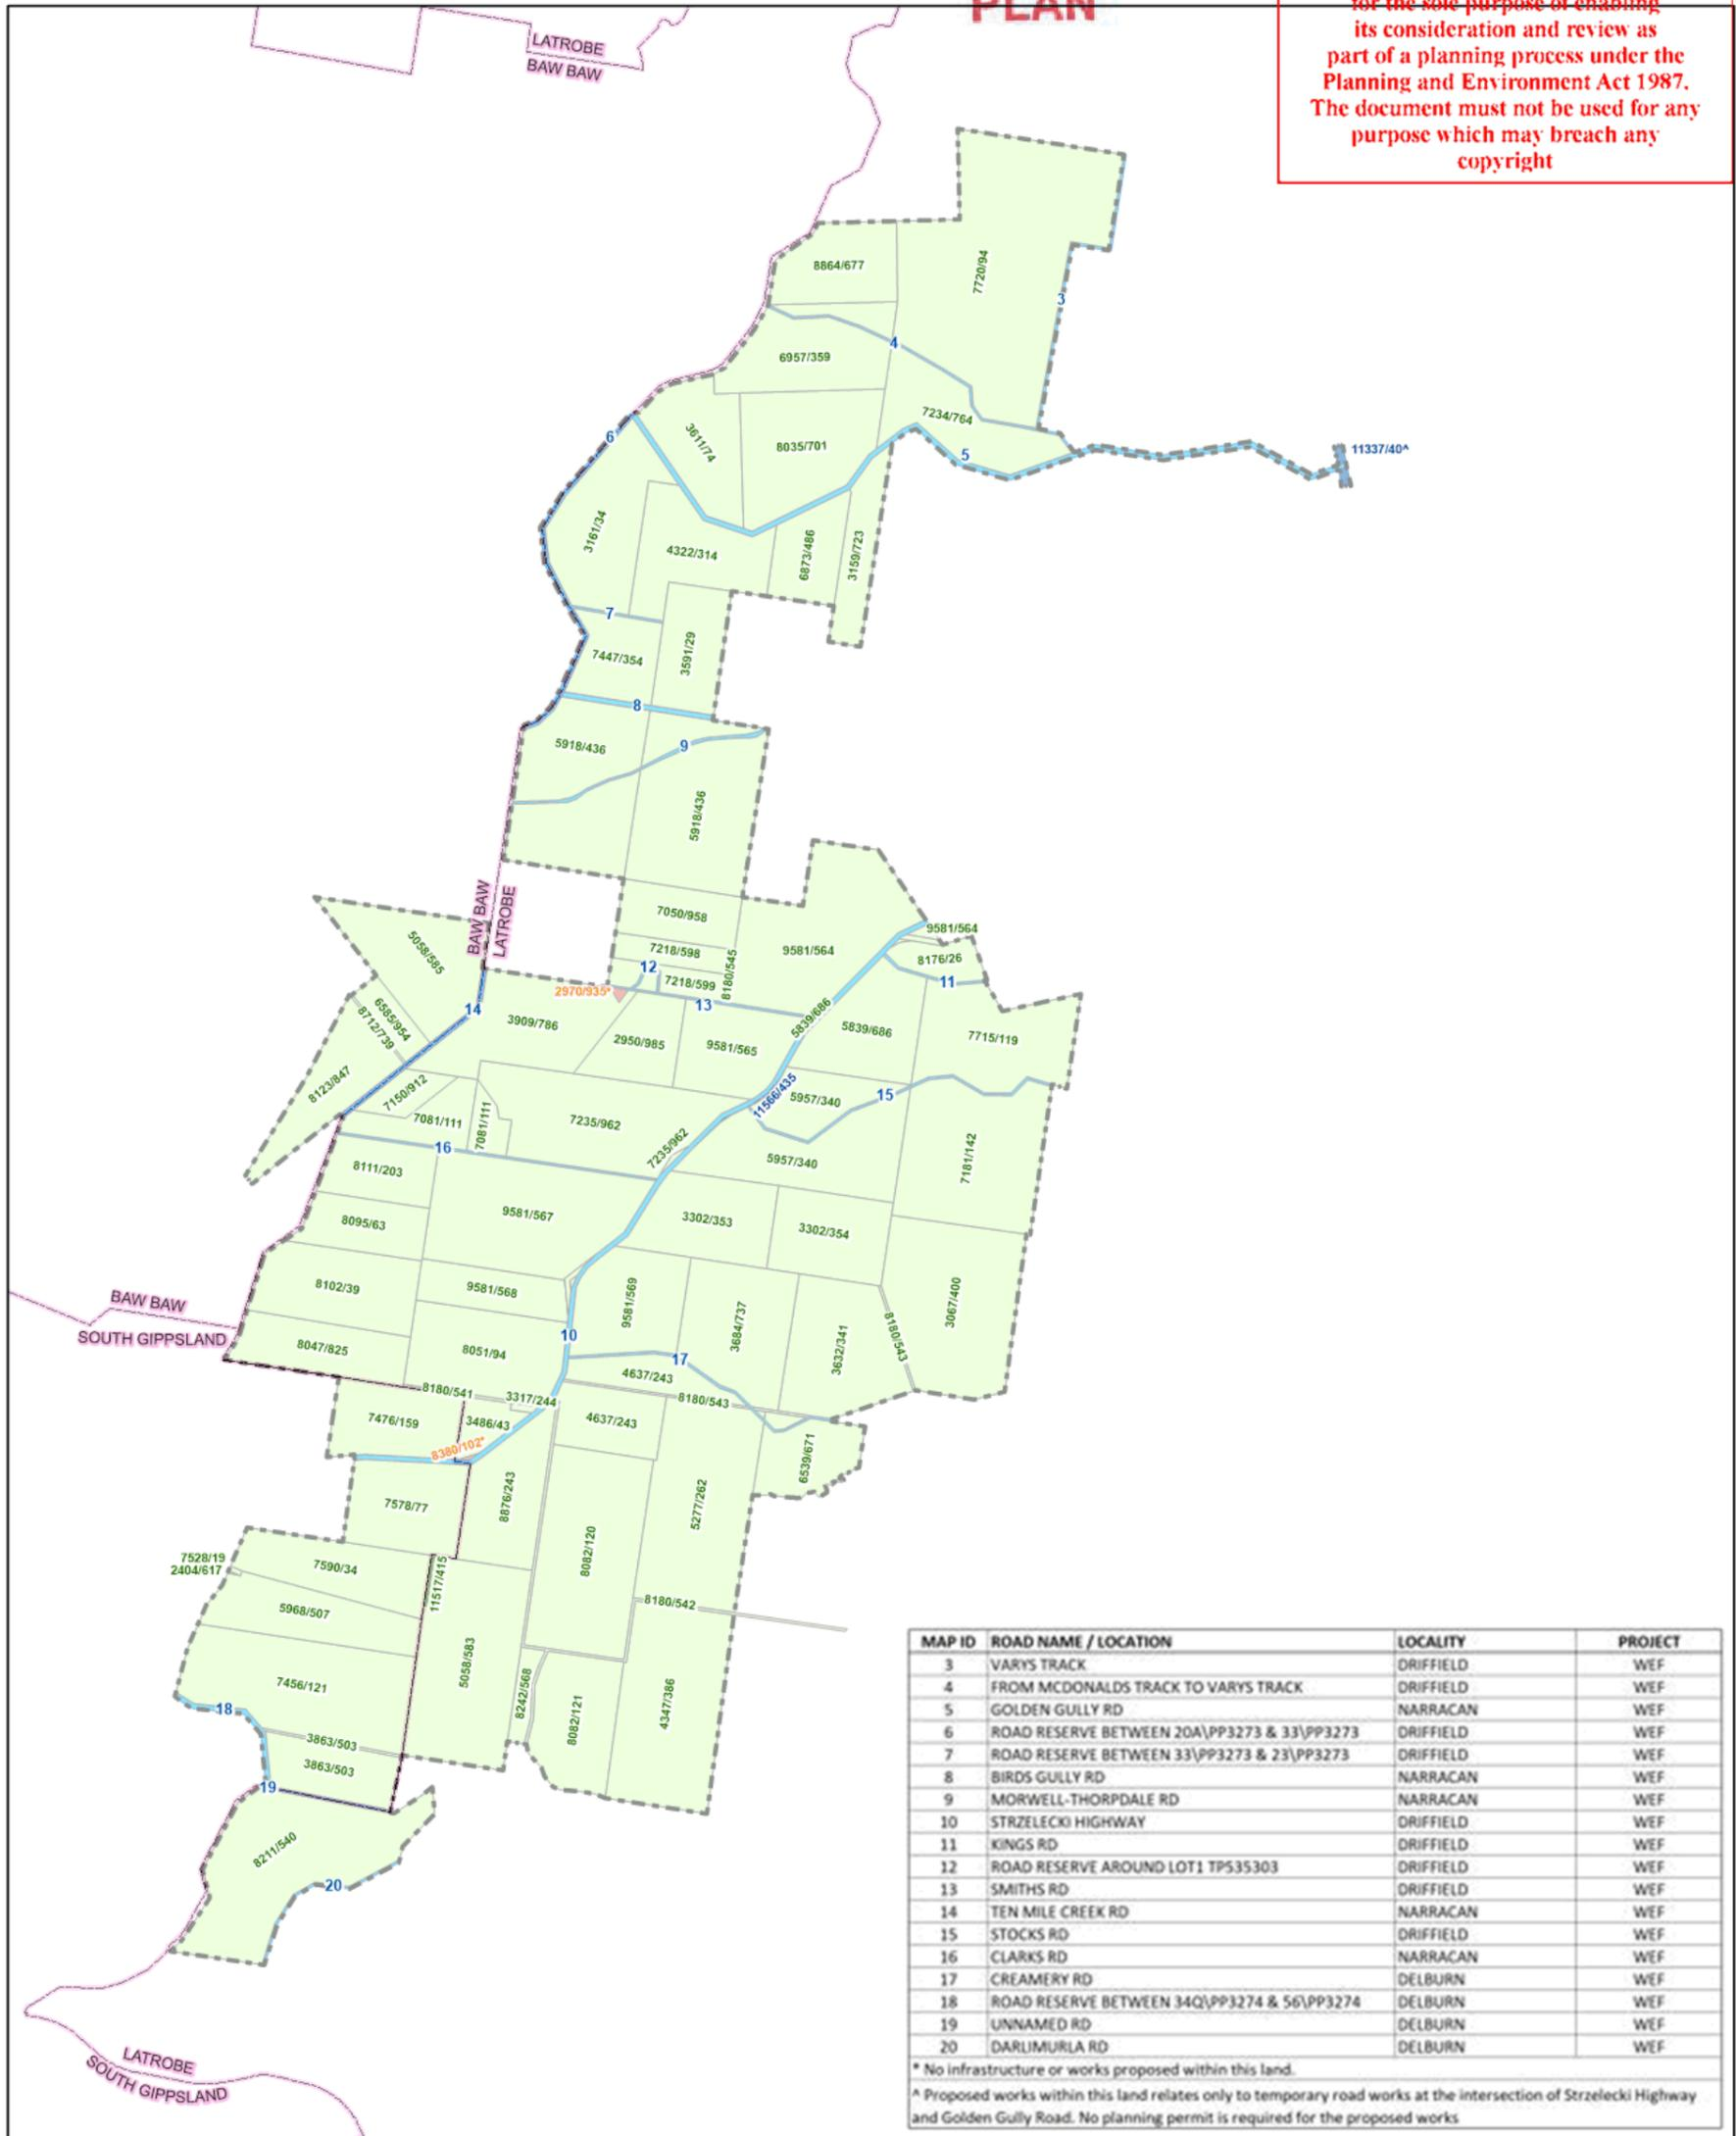 PLAN
for the sole purpose of enabling
its consideration and review as
part of a planning process under the
Planning and Environment Act 1987.
The document must not be used for any
purpose which may breach any
copyright
LATROBE
BAW BAW
8864/677
7720/94
3
4
6957/359
7234/764
6
3611/74
8035/701
5
11337/40^
3161/34
4322/314
6873/486
3159/723
7
7447/354
3591/29
8
5918/436
9
5918/436
BAW BAW
LATROBE
7050/958
5058/585
7218/598
8180/545
9581/564
9581/564
8176/26
12
7218/599
11
2970/935*
13
14
6585/954
8712/739
3909/786
2950/985
9581/565
5839/686
5839/686
7715/119
8123/847
7150/912
7081/111
7081/111
7235/962
11566/435
5957/340
15
16
7235/962
5957/340
7181/142
8111/203
8095/63
9581/567
3302/353
3302/354
8102/39
9581/568
9581/569
3684/737
3632/341
8180/543
3067/400
BAW BAW
SOUTH GIPPSLAND
8047/825
8051/94
10
17
4637/243
8180/541
3317/244
8180/543
7476/159
3486/43
4637/243
8380/102*
6539/671
7578/77
8876/243
5277/262
8082/120
7528/19
2404/617
7590/34
11517/415
5968/507
8180/542
7456/121
5058/583
8242/568
8082/121
4347/386
18
3863/503
3863/503
19
8211/540
20
LATROBE
SOUTH GIPPSLAND
MAP ID ROAD NAME / LOCATION LOCALITY PROJECT
3 VARYS TRACK DRIFFIELD WEF
4 FROM MCDONALDS TRACK TO VARYS TRACK DRIFFIELD WEF
5 GOLDEN GULLY RD NARRACAN WEF
6 ROAD RESERVE BETWEEN 20A\PP3273 & 33\PP3273 DRIFFIELD WEF
7 ROAD RESERVE BETWEEN 33\PP3273 & 23\PP3273 DRIFFIELD WEF
8 BIRDS GULLY RD NARRACAN WEF
9 MORWELL-THORPDALE RD NARRACAN WEF
10 STRZELECKI HIGHWAY DRIFFIELD WEF
11 KINGS RD DRIFFIELD WEF
12 ROAD RESERVE AROUND LOT1 TP535303 DRIFFIELD WEF
13 SMITHS RD DRIFFIELD WEF
14 TEN MILE CREEK RD NARRACAN WEF
15 STOCKS RD DRIFFIELD WEF
16 CLARKS RD NARRACAN WEF
17 CREAMERY RD DELBURN WEF
18 ROAD RESERVE BETWEEN 34Q\PP3274 & 56\PP3274 DELBURN WEF
19 UNNAMED RD DELBURN WEF
20 DARLIMURLA RD DELBURN WEF
* No infrastructure or works proposed within this land.
^ Proposed works within this land relates only to temporary road works at the intersection of Strzelecki Highway
and Golden Gully Road. No planning permit is required for the proposed works